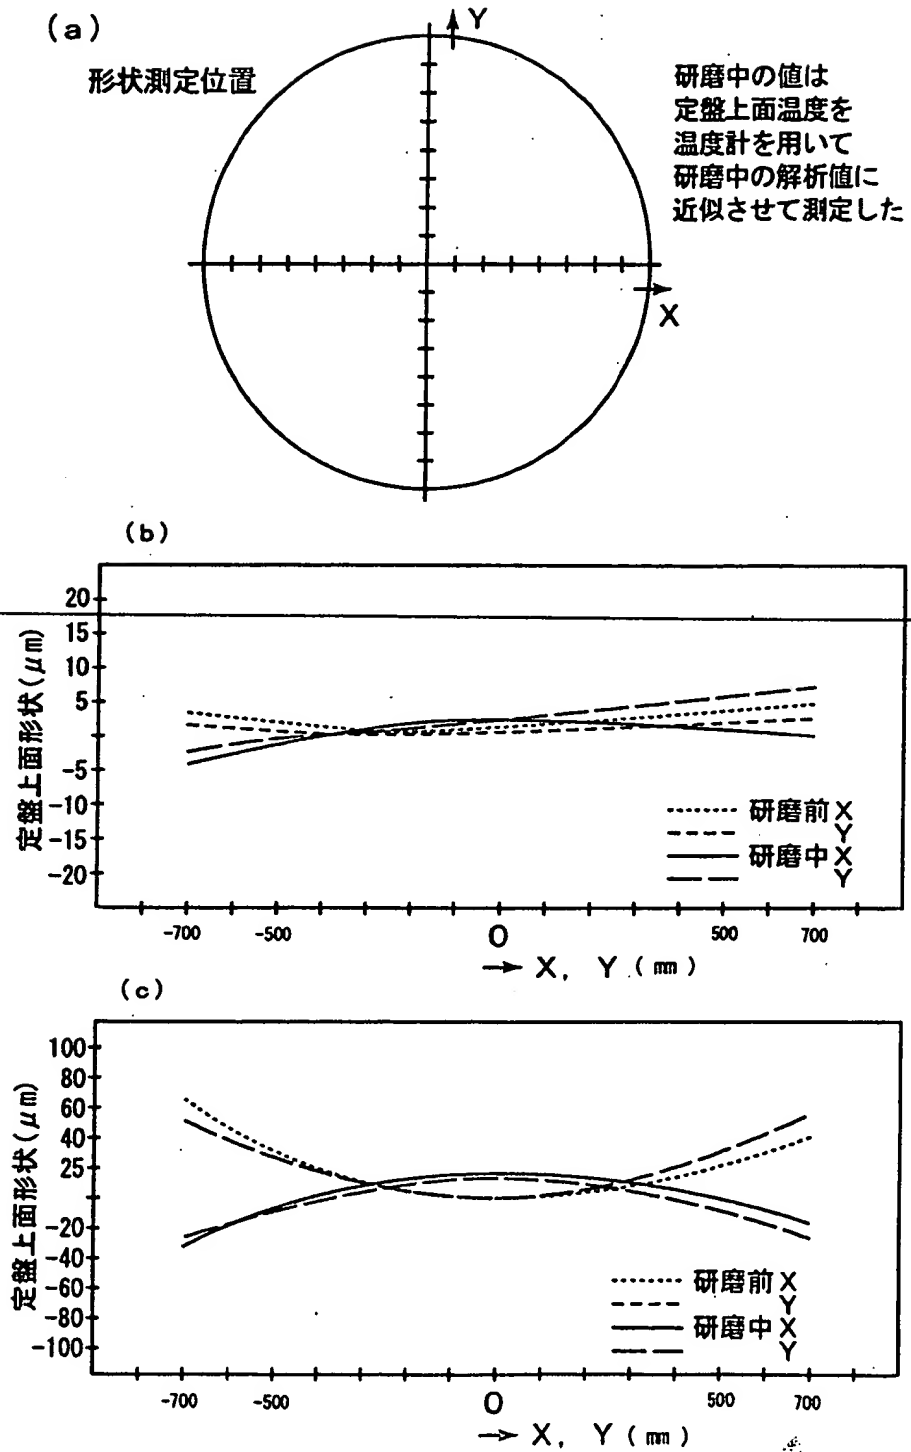 (a)
Y
形状測定位置
研磨中の値は
定盤上面温度を
温度計を用いて
研磨中の解析値に
近似させて測定した
X
(b)
定盤上面形状(μm)
20
15
10
5
-5
-10
-15
-20
研磨前 X
Y
研磨中 X
Y
-700 -500 0 500 700
→ X, Y (mm)
(c)
定盤上面形状(μm)
100
80
60
40
25
-20
-40
-60
-80
-100
研磨前 X
Y
研磨中 X
Y
-700 -500 0 500 700
→ X, Y (mm)